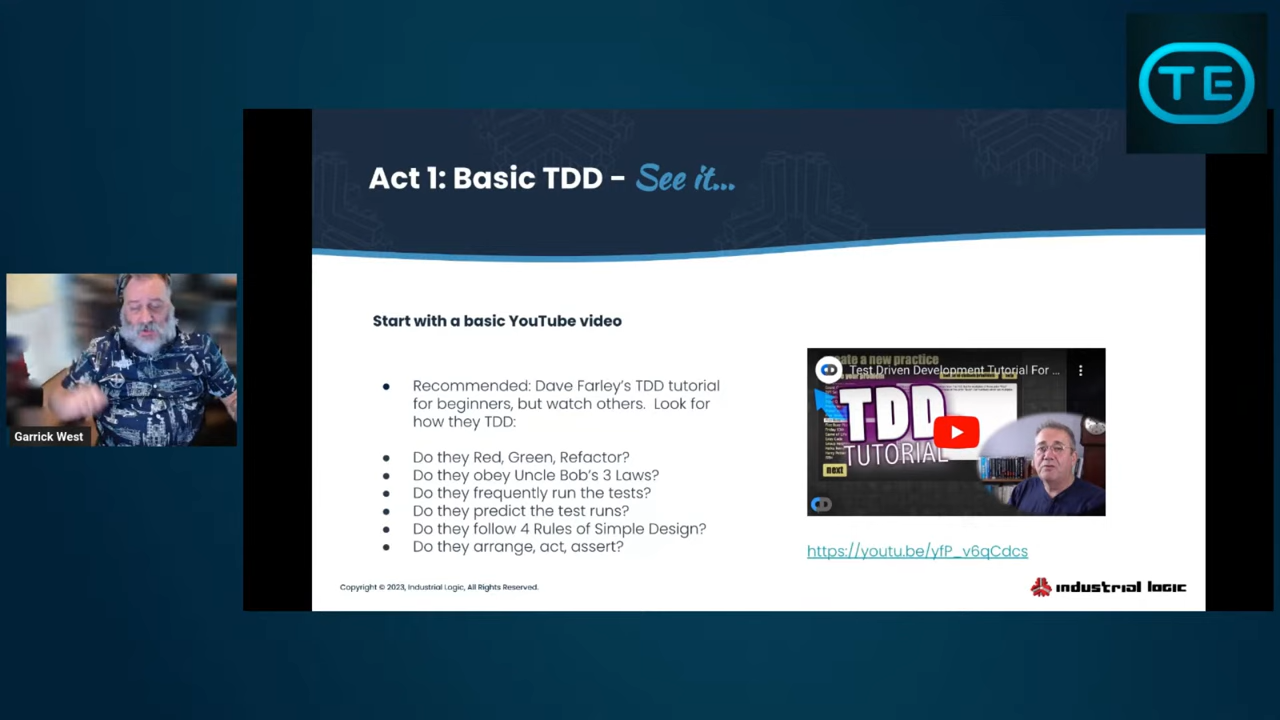 TE
Act 1: Basic TDD - See it...
Start with a basic YouTube video
● Recommended: Dave Farley's TDD tutorial
for beginners, but watch others. Look for
how they TDD:
● Do they Red, Green, Refactor?
● Do they obey Uncle Bob's 3 Laws?
● Do they frequently run the tests?
● Do they predict the test runs?
● Do they follow 4 Rules of Simple Design?
● Do they arrange, act, assert?
ate a new practice
Test Driven Development Tutorial For ...
TDD
TUTORIAL
next
https://youtu.be/yfP_v6qCdcs
Garrick West
Copyright © 2023, Industrial Logic, All Rights Reserved.
industrial logic